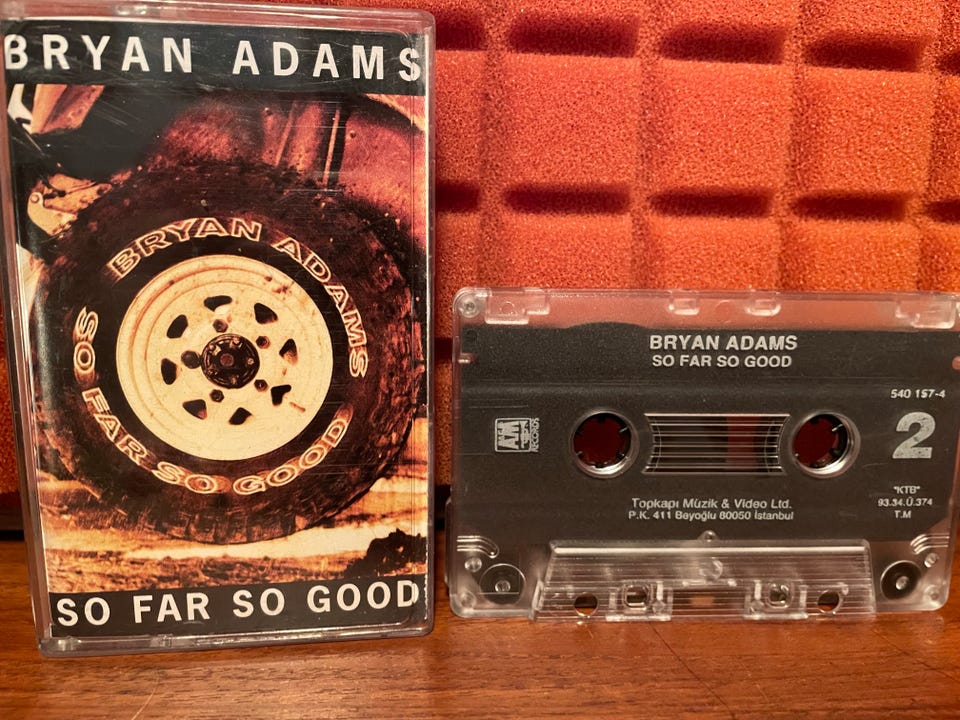 BRYAN ADAMS
BRYAN ADAMS
SO FAR SO GOOD
SO FAR SO GOOD
BRYAN ADAMS
SO FAR SO GOOD
540 157-4
A&M
RECORDS
2
Topkapı Müzik & Video Ltd.
P.K. 411 Beyoğlu 80050 İstanbul
"KTB"
93.34.Ü.374
T.M